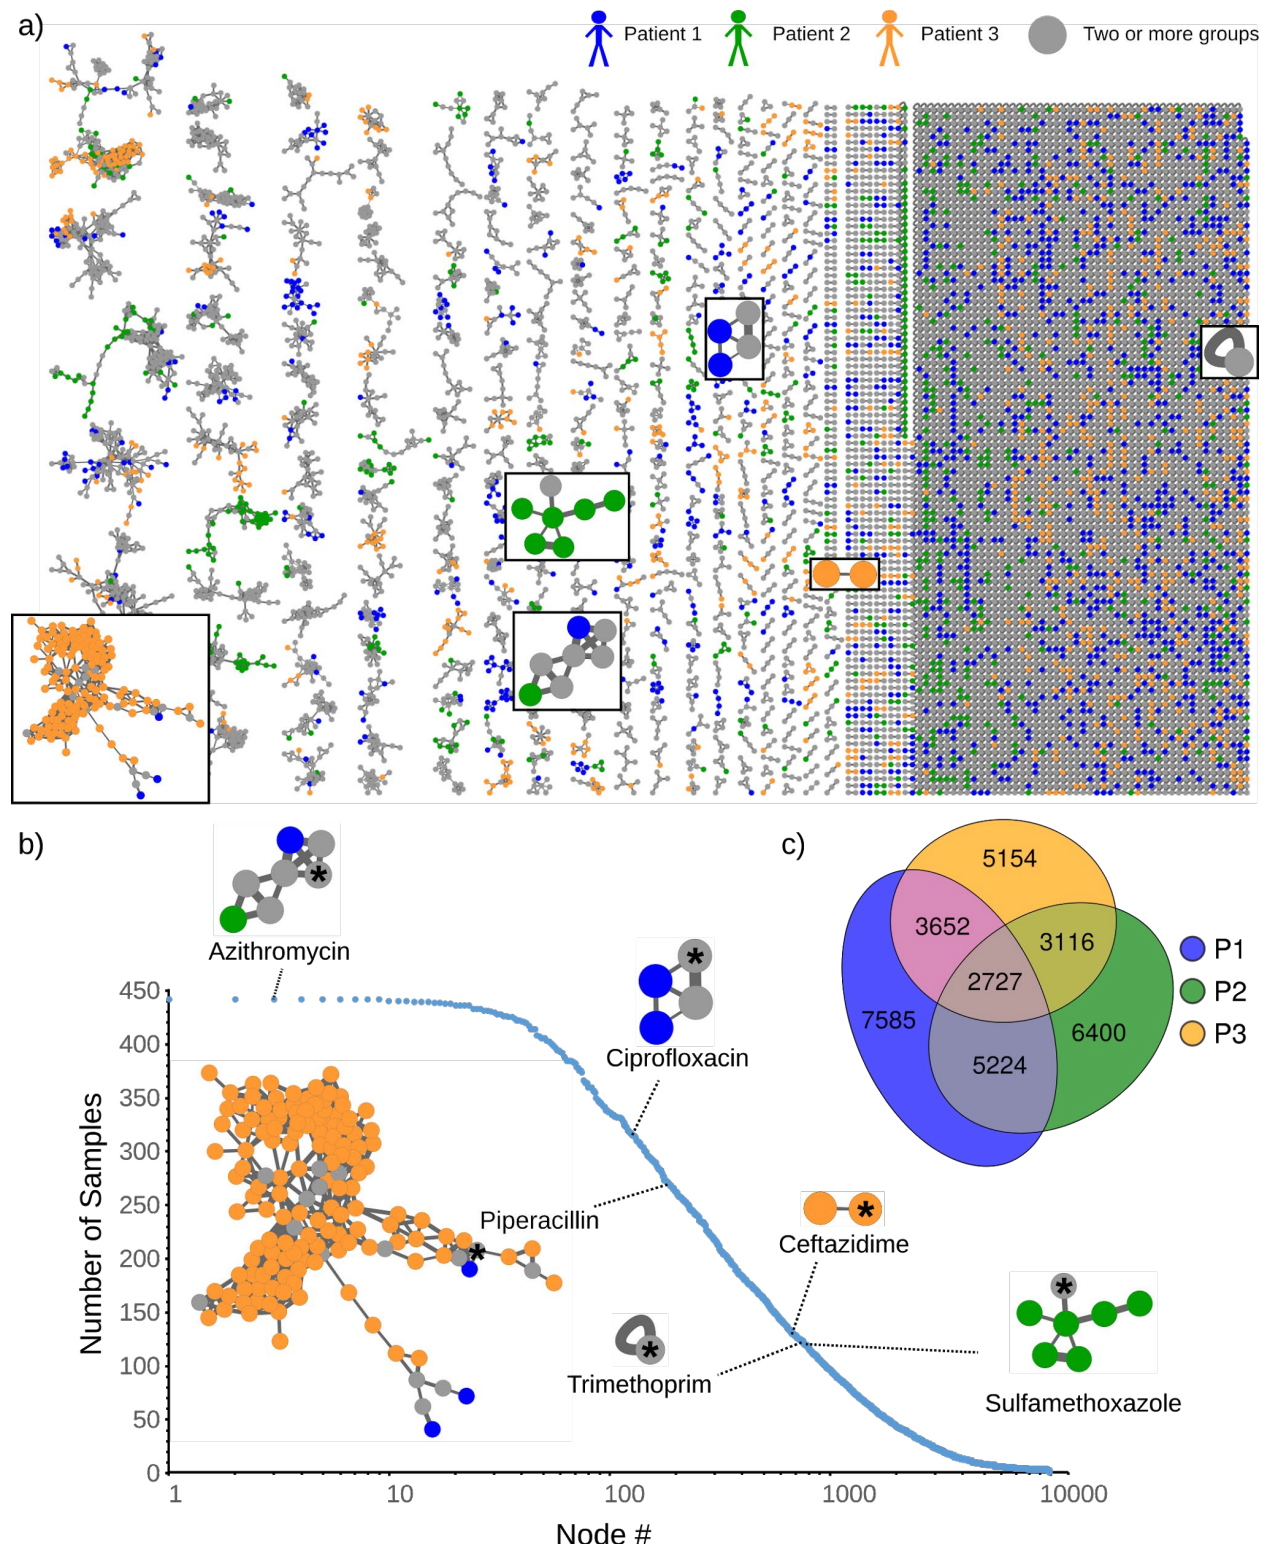 a)
Patient 1
Patient 2
Patient 3
Two or more groups
b)
c)
Azithromycin
Ciprofloxacin
Piperacillin
Ceftazidime
Trimethoprim
Sulfamethoxazole
*
*
*
*
*
*
Number of Samples
450
400
350
300
250
200
150
100
50
0
1
10
100
1000
10000
Node #
5154
3652
3116
2727
7585
6400
5224
P1
P2
P3